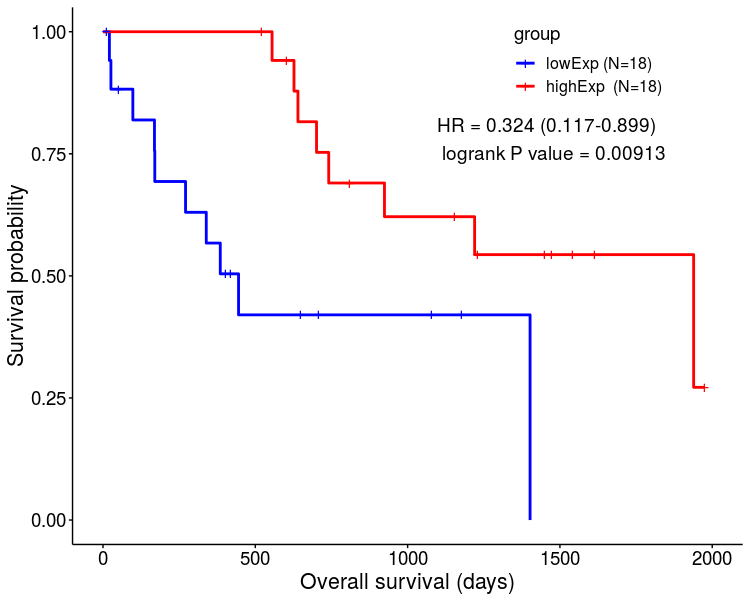 group
lowExp (N=18)
highExp  (N=18)
HR = 0.324 (0.117-0.899)
logrank P value = 0.00913
Survival probability
1.00
0.75
0.50
0.25
0.00
0 500 1000 1500 2000
Overall survival (days)